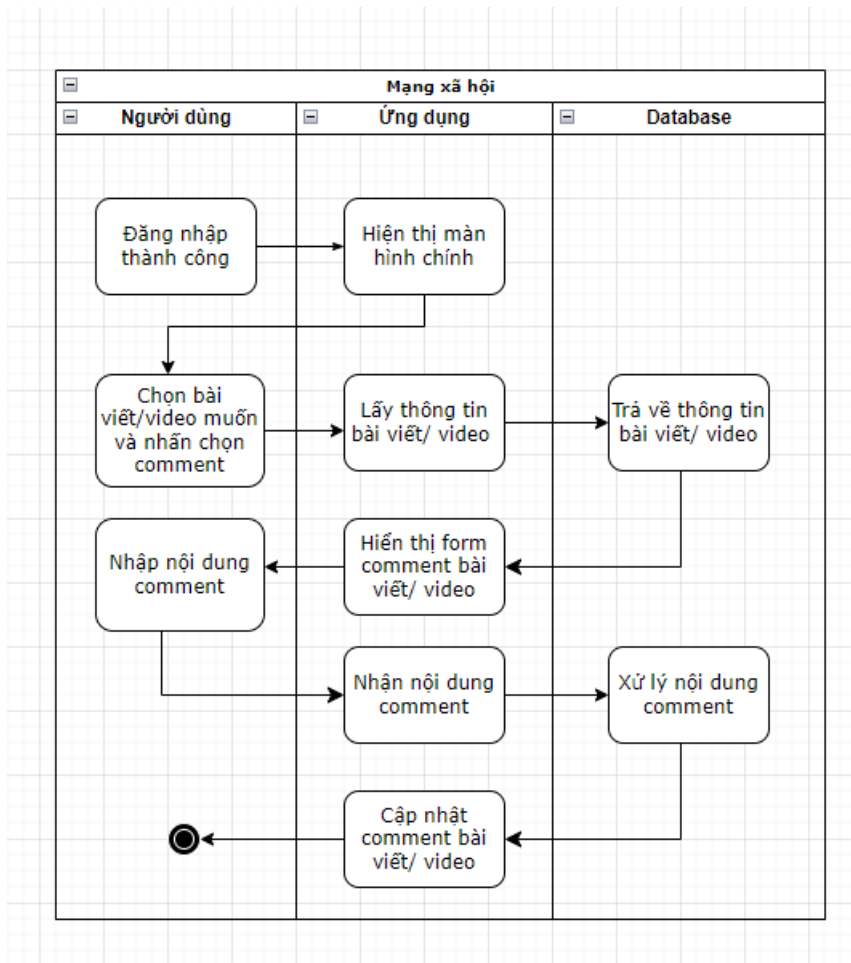 Mạng xã hội
Người dùng
Ứng dụng
Database
Đăng nhập
thành công
Hiện thị màn
hình chính
Chọn bài
viết/video muốn
và nhấn chọn
comment
Lấy thông tin
bài viết/ video
Trả về thông tin
bài viết/ video
Nhập nội dung
comment
Hiển thị form
comment bài
viết/ video
Nhận nội dung
comment
Xử lý nội dung
comment
Cập nhật
comment bài
viết/ video